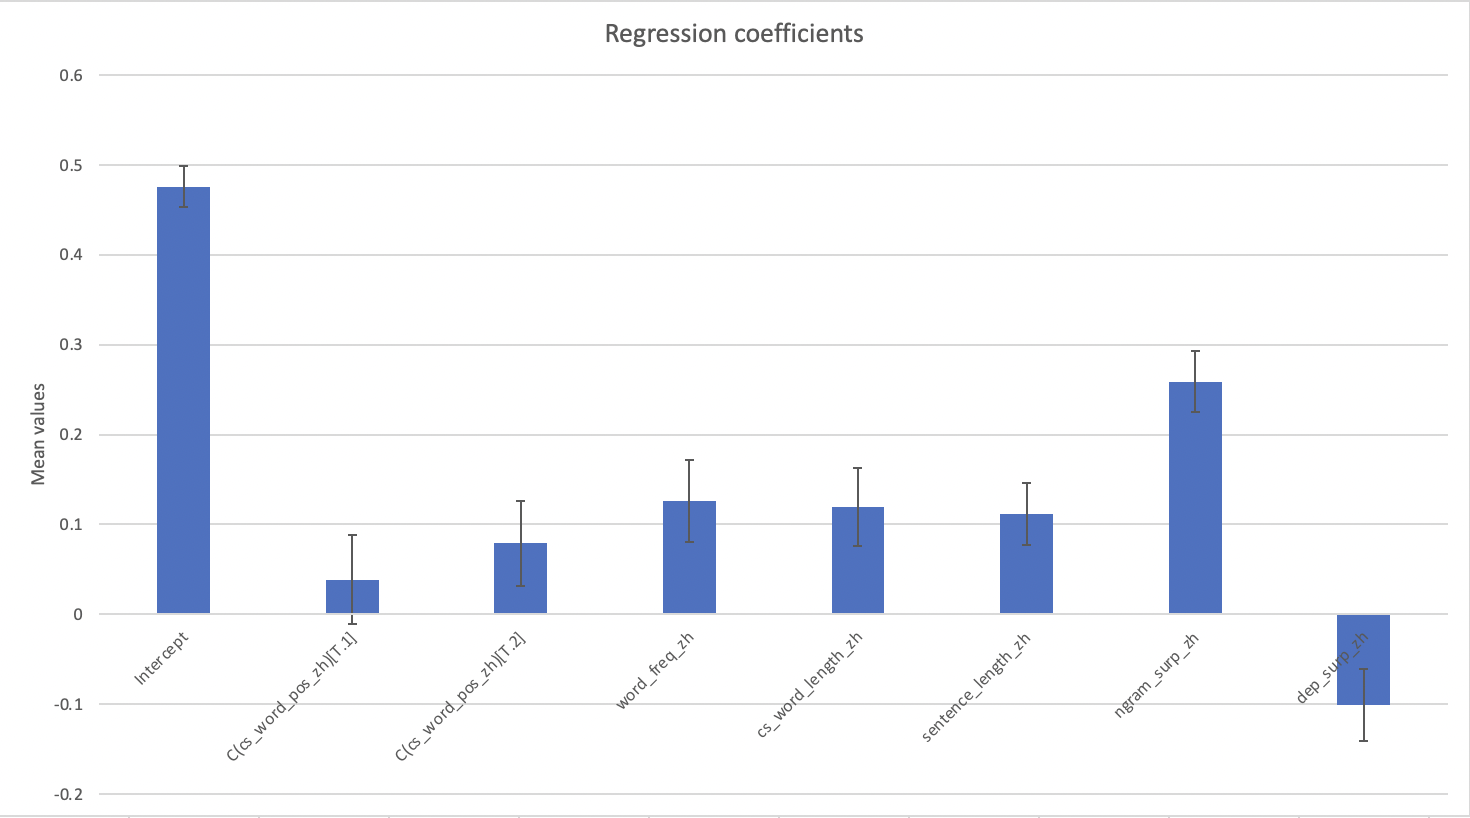 Regression coefficients
0.6
0.5
0.4
0.3
0.2
0.1
0
-0.1
-0.2
Mean values
Intercept
C(cs_word_pos_zh)[T.1]
C(cs_word_pos_zh)[T.2]
word_freq_zh
cs_word_length_zh
sentence_length_zh
ngram_surp_zh
dep_surp_zh